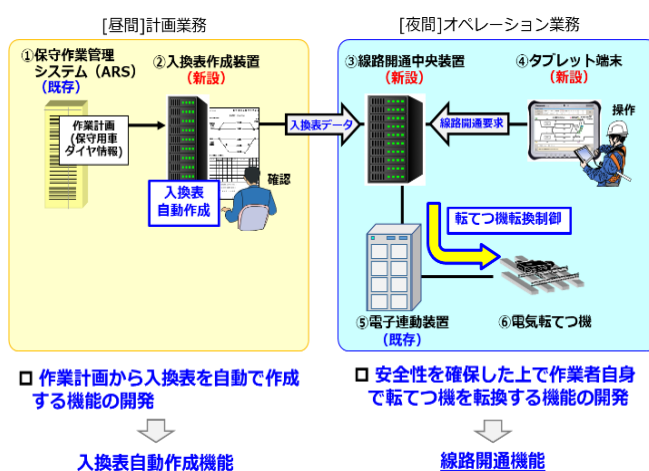 [昼間]計画業務
①保守作業管理
システム（ARS）
(既存)
②入換表作成装置
(新設)
作業計画
(保守用車
ダイヤ情報)
入換表
自動作成
確認
入換表データ
[夜間]オペレーション業務
③線路開通中央装置
(新設)
④タブレット端末
(新設)
線路開通要求
操作
転てつ機転換制御
⑤電子連動装置
(既存)
⑥電気転てつ機
□ 作業計画から入換表を自動で作成
する機能の開発
入換表自動作成機能
□ 安全性を確保した上で作業者自身
で転てつ機を転換する機能の開発
線路開通機能